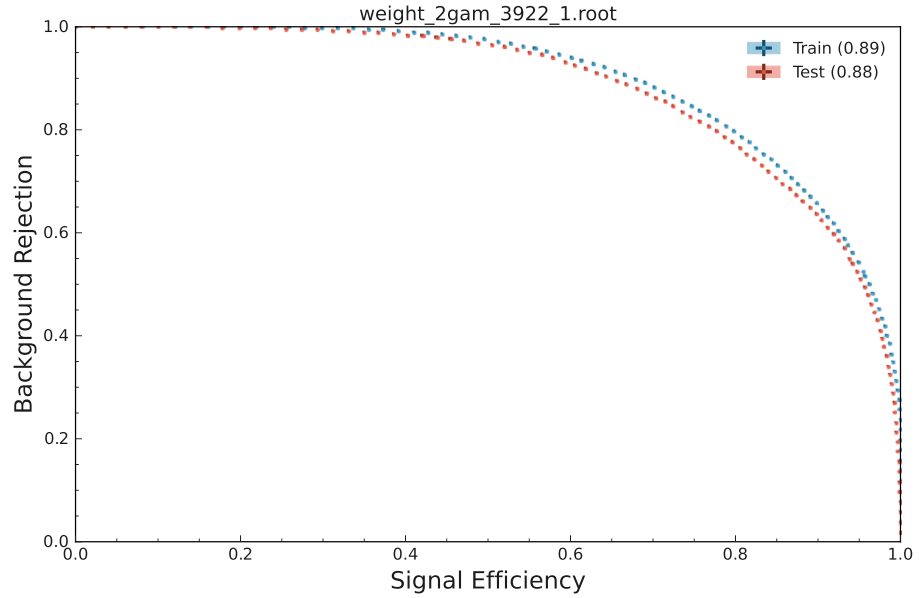 weight_2gam_3922_1.root
1.0
0.8
0.6
0.4
0.2
0.0
Background Rejection
Train (0.89)
Test (0.88)
0.0 0.2 0.4 0.6 0.8 1.0
Signal Efficiency